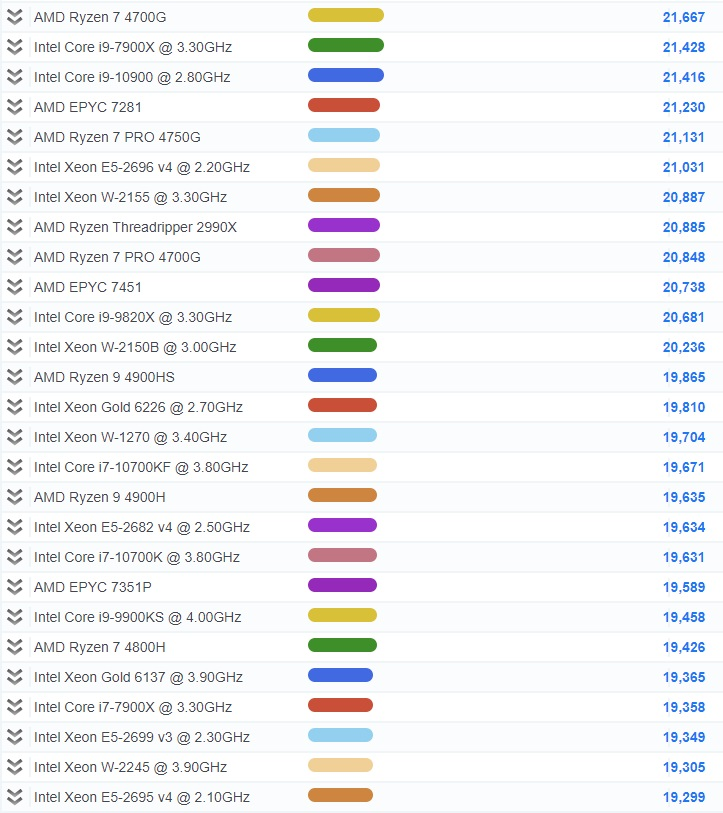 AMD Ryzen 7 4700G 21,667
Intel Core i9-7900X @ 3.30GHz 21,428
Intel Core i9-10900 @ 2.80GHz 21,416
AMD EPYC 7281 21,230
AMD Ryzen 7 PRO 4750G 21,131
Intel Xeon E5-2696 v4 @ 2.20GHz 21,031
Intel Xeon W-2155 @ 3.30GHz 20,887
AMD Ryzen Threadripper 2990X 20,885
AMD Ryzen 7 PRO 4700G 20,848
AMD EPYC 7451 20,738
Intel Core i9-9820X @ 3.30GHz 20,681
Intel Xeon W-2150B @ 3.00GHz 20,236
AMD Ryzen 9 4900HS 19,865
Intel Xeon Gold 6226 @ 2.70GHz 19,810
Intel Xeon W-1270 @ 3.40GHz 19,704
Intel Core i7-10700KF @ 3.80GHz 19,671
AMD Ryzen 9 4900H 19,635
Intel Xeon E5-2682 v4 @ 2.50GHz 19,634
Intel Core i7-10700K @ 3.80GHz 19,631
AMD EPYC 7351P 19,589
Intel Core i9-9900KS @ 4.00GHz 19,458
AMD Ryzen 7 4800H 19,426
Intel Xeon Gold 6137 @ 3.90GHz 19,365
Intel Core i7-7900X @ 3.30GHz 19,358
Intel Xeon E5-2699 v3 @ 2.30GHz 19,349
Intel Xeon W-2245 @ 3.90GHz 19,305
Intel Xeon E5-2695 v4 @ 2.10GHz 19,299